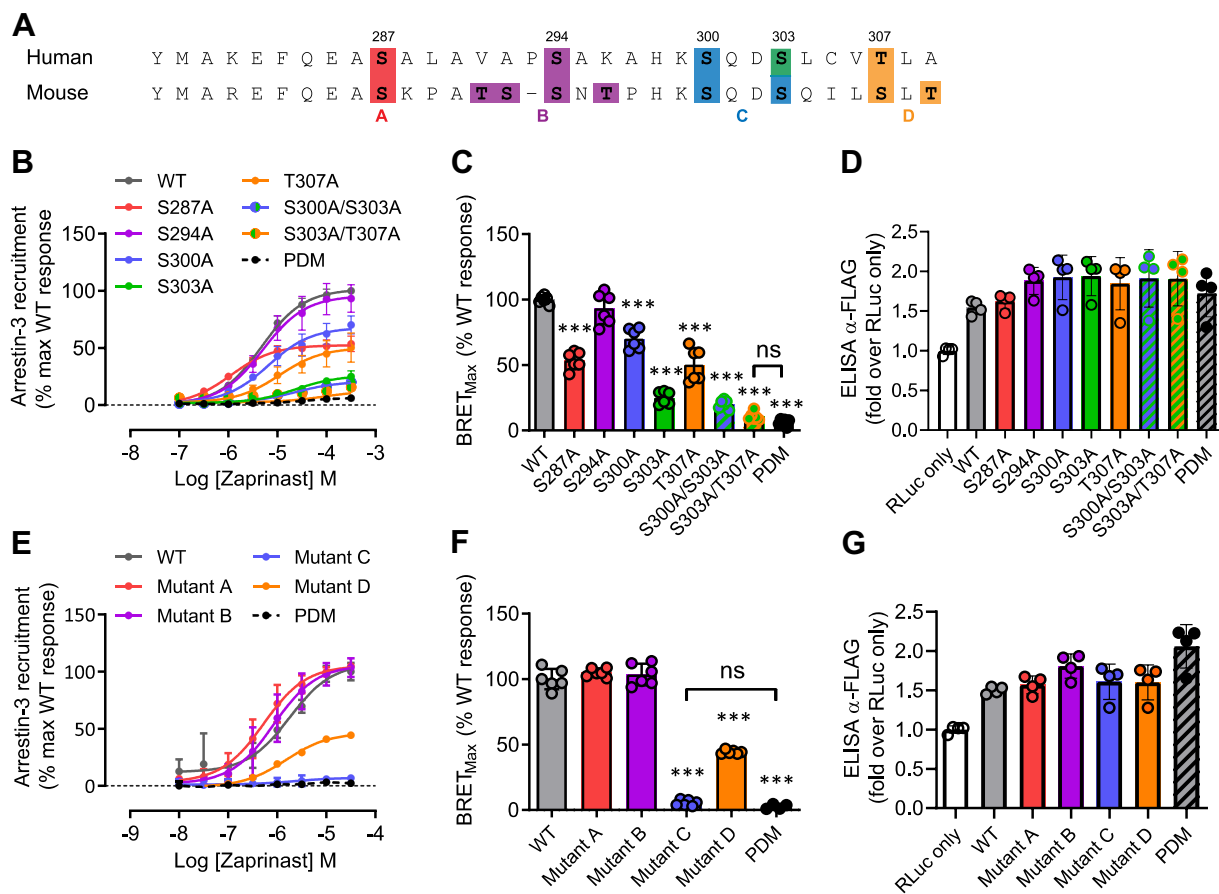 A
287 294 300 303 307
Human Y M A K E F Q E A S A L A V A P S A K A H K S Q D S L C V T L A
Mouse Y M A R E F Q E A S K P A T S – S N T P H K S Q D S Q I L S L T
A B C D
B
WT
S287A
S294A
S300A
S303A
T307A
S300A/S303A
S303A/T307A
PDM
Arrestin-3 recruitment
(% max WT response)
150
100
50
0
-8 -7 -6 -5 -4 -3
Log [Zaprinast] M
C
BRETMax (% WT response)
150
100
50
0
*** *** *** *** *** *** ***
ns
WT S287A S294A S300A S303A T307A S300A/S303A S303A/T307A PDM
D
ELISA α-FLAG
(fold over RLuc only)
2.5
2.0
1.5
1.0
0.0
RLuc only WT S287A S294A S300A S303A T307A S300A/S303A S303A/T307A PDM
E
WT
Mutant A
Mutant B
Mutant C
Mutant D
PDM
Arrestin-3 recruitment
(% max WT response)
150
100
50
0
-9 -8 -7 -6 -5 -4
Log [Zaprinast] M
F
BRETMax (% WT response)
150
100
50
0
ns
*** *** ***
WT Mutant A Mutant B Mutant C Mutant D PDM
G
ELISA α-FLAG
(fold over RLuc only)
2.5
2.0
1.5
1.0
0.0
RLuc only WT Mutant A Mutant B Mutant C Mutant D PDM